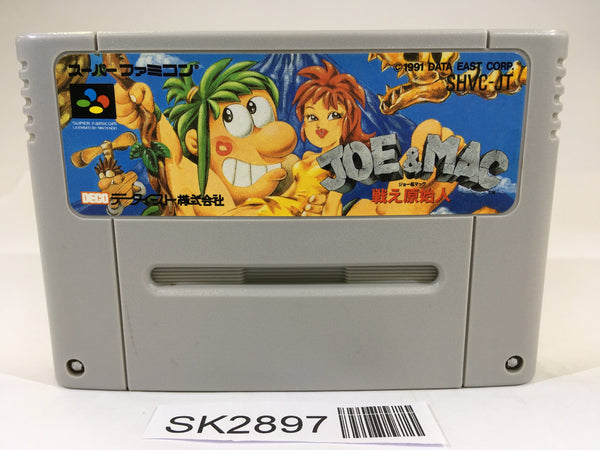 スーパーファミコン
©1991 DATA EAST CORP.
SHVC-JT
SUPER FAMICOM
LICENSED BY NINTENDO
JOE & MAC
ジョー&マック
戦え原始人
DECO データイースト株式会社
SK2897